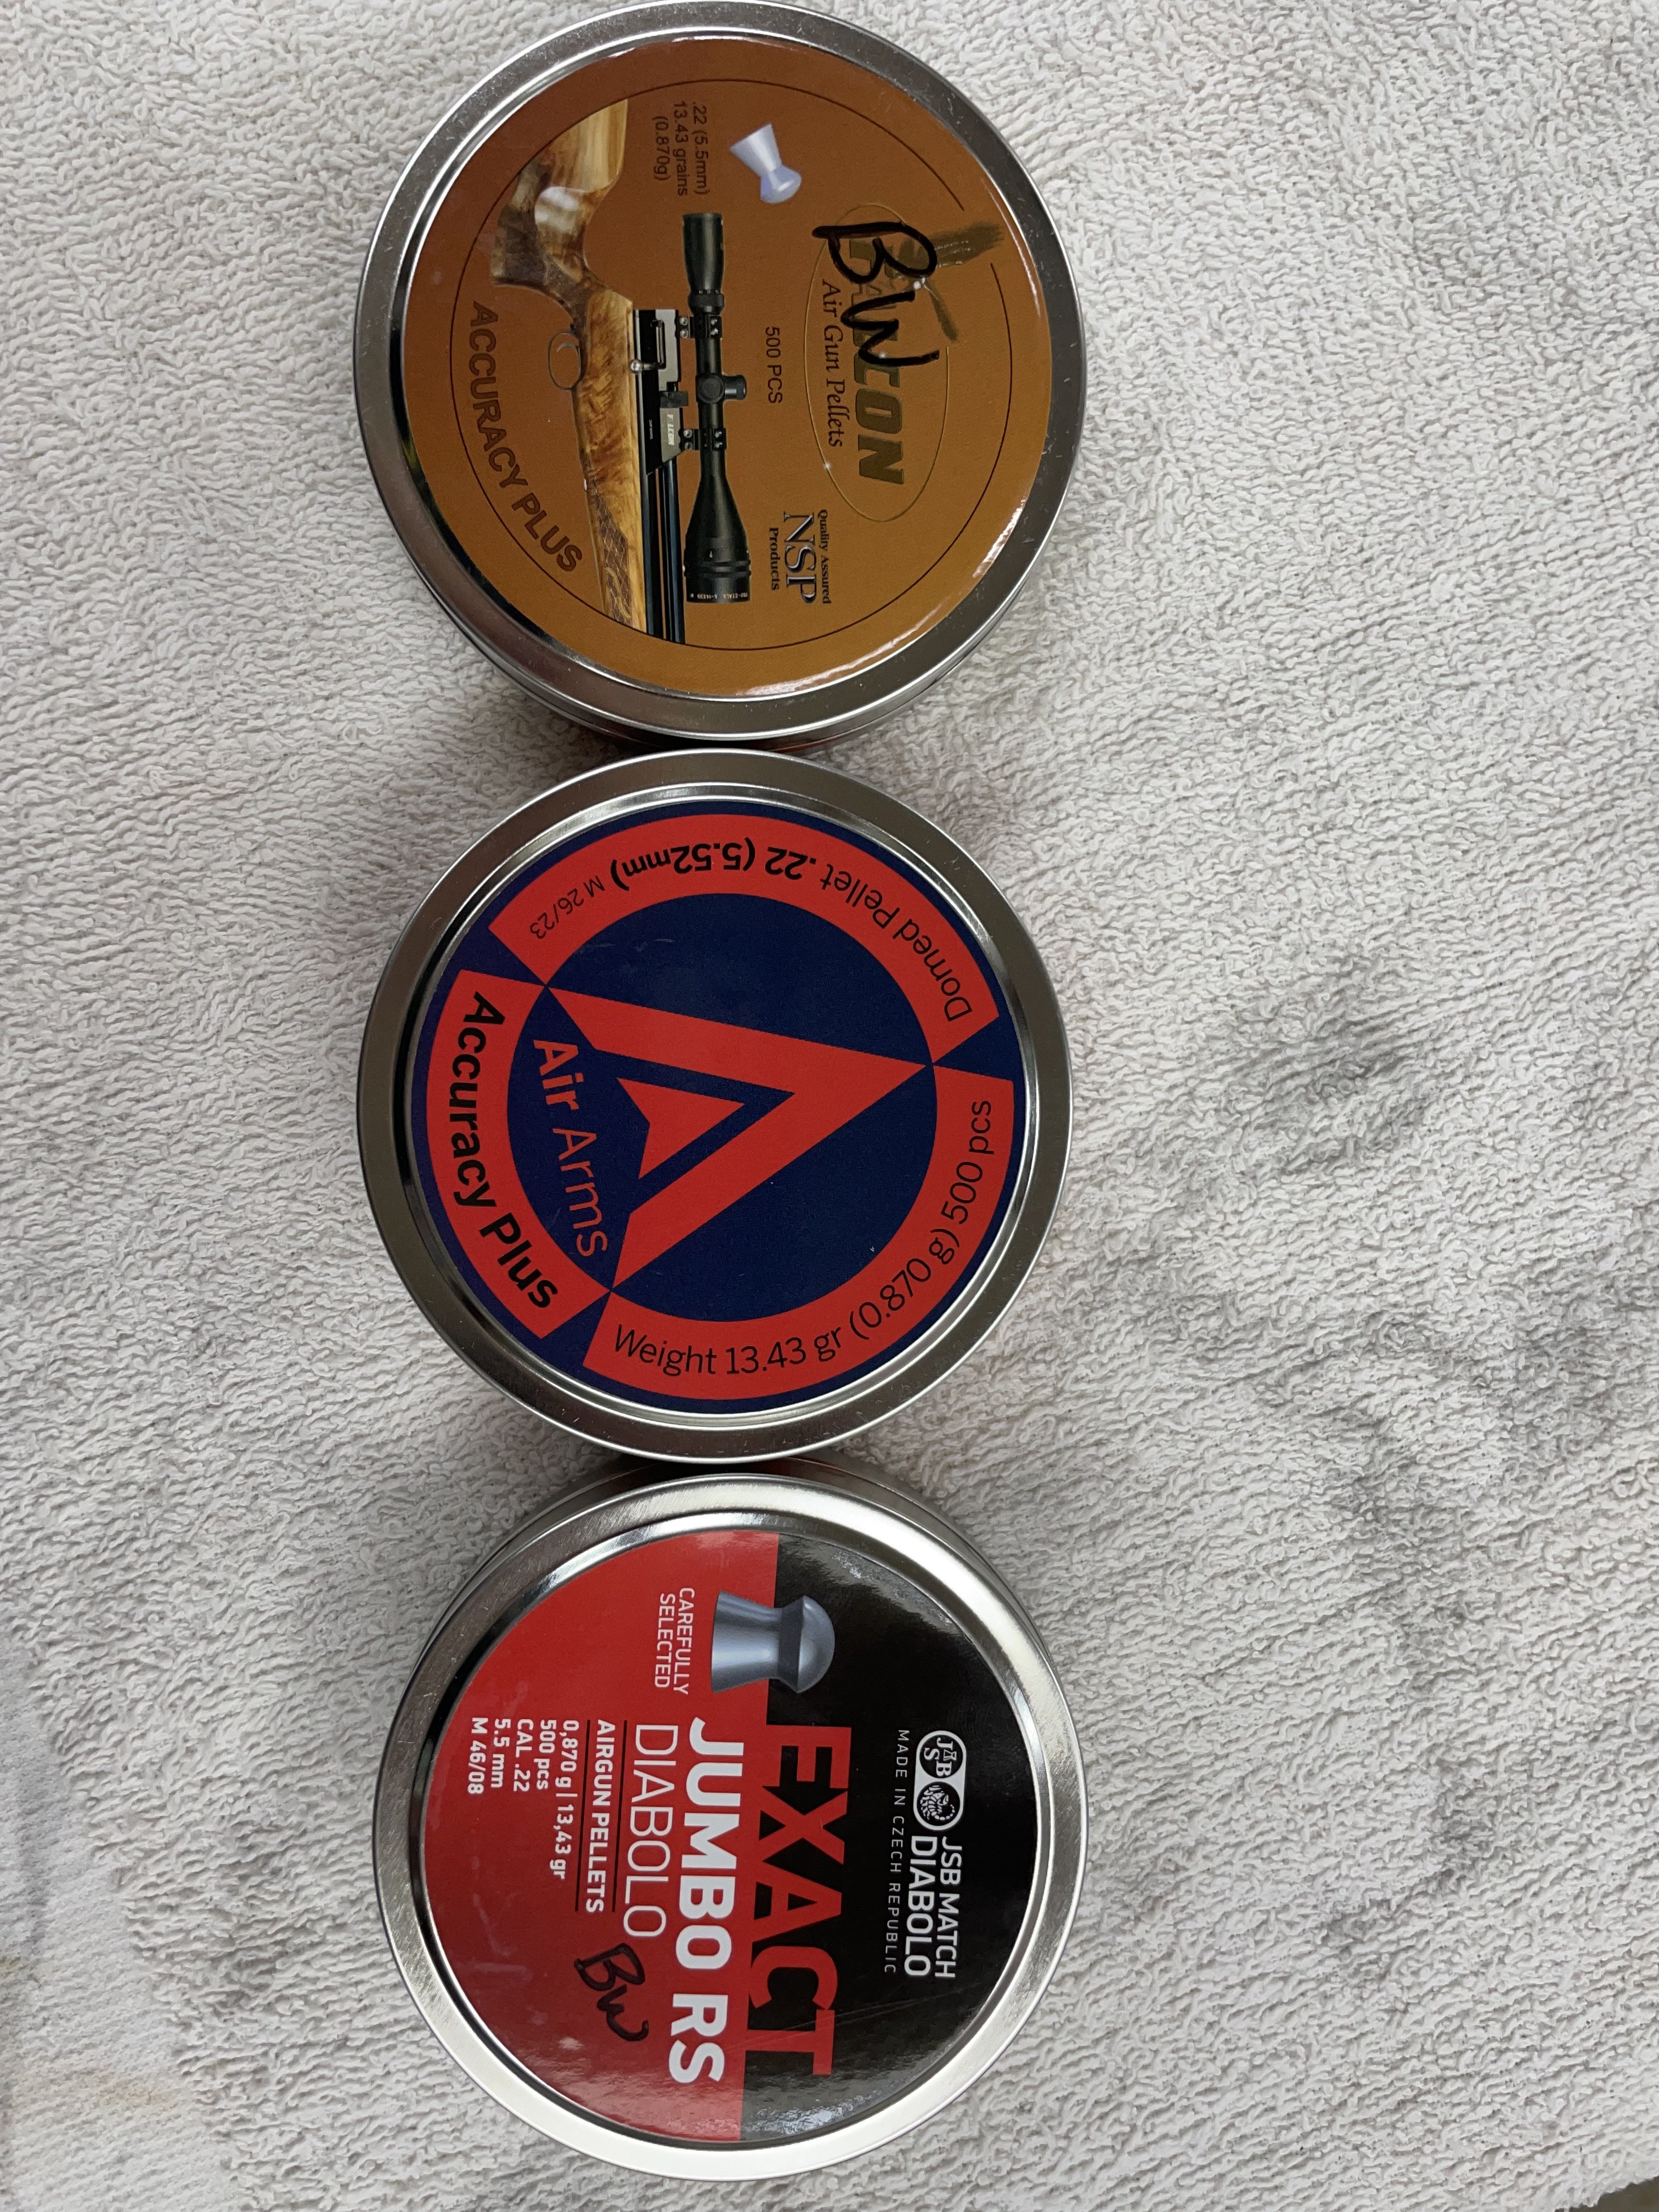 BW
Air Gun Pellets
Quality Assured
NSP
Products
500 PCS
.22 (5.5mm)
13.43 grains
(0.870g)
ACCURACY PLUS
Domed Pellet .22 (5.52mm) M 26/23
Weight 13.43 gr (0.870 g) 500 pcs
Air Arms
Accuracy Plus
JSB
JSB MATCH
DIABOLO
MADE IN CZECH REPUBLIC
EXACT
JUMBO RS
DIABOLO
CAREFULLY
SELECTED
AIRGUN PELLETS
0,870 g | 13,43 gr
500 pcs
CAL .22
5.5 mm
M 46/08
BW